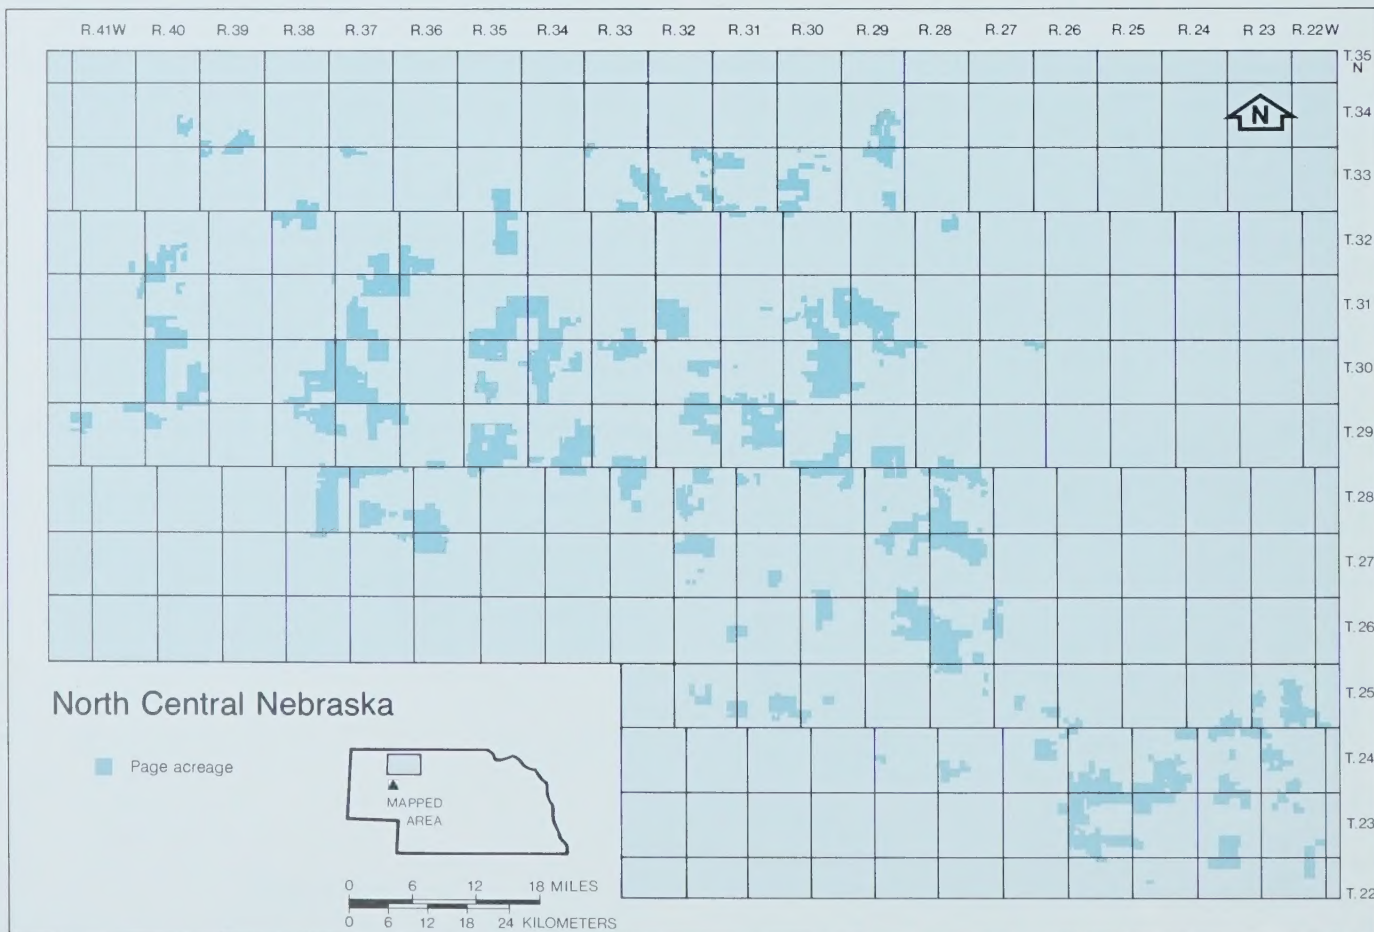 R. 41W R. 40 R. 39 R. 38 R. 37 R. 36 R. 35 R. 34 R. 33 R. 32 R. 31 R. 30 R. 29 R. 28 R. 27 R. 26 R. 25 R. 24 R 23 R. 22 W
T. 35
N
N
T. 34
T. 33
T. 32
T. 31
T. 30
T. 29
T. 28
T. 27
T. 26
T. 25
T. 24
T. 23
T. 22
North Central Nebraska
Page acreage
MAPPED
AREA
0 6 12 18 MILES
0 6 12 18 24 KILOMETERS